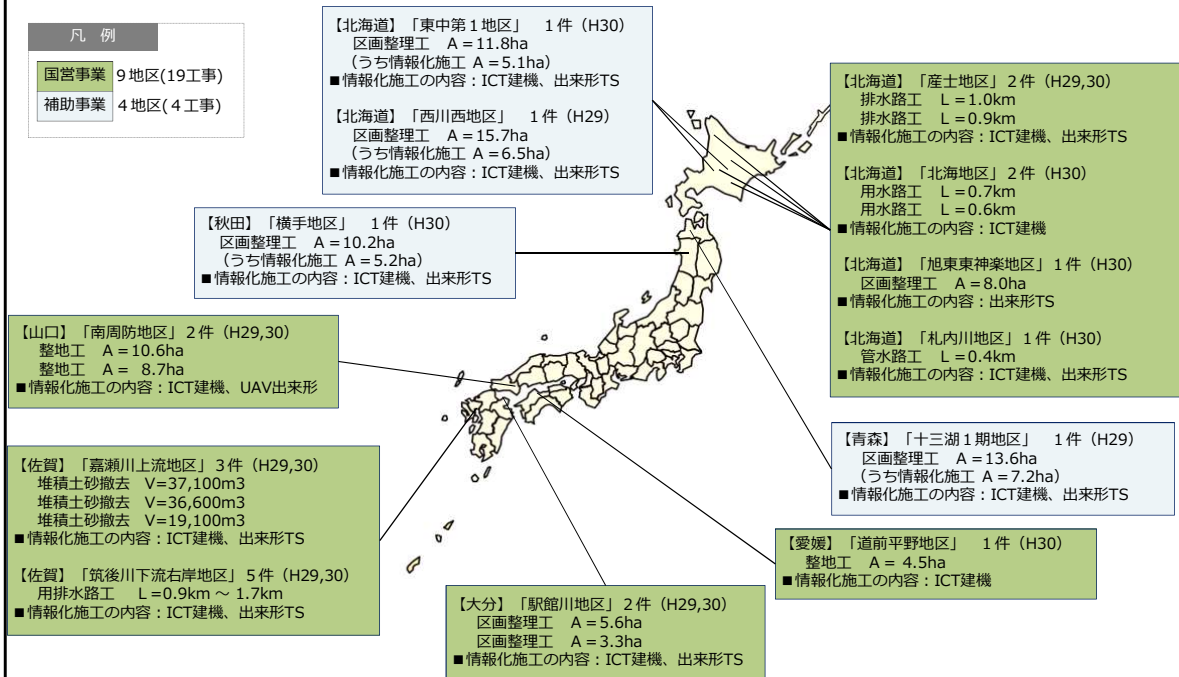 凡 例
国営事業 9地区(19工事)
補助事業 4地区(4工事)
【北海道】「東中第1地区」 1件（H30）
区画整理工 A＝11.8ha
（うち情報化施工 A＝5.1ha）
■情報化施工の内容：ICT建機、出来形TS
【北海道】「西川西地区」 1件（H29）
区画整理工 A＝15.7ha
（うち情報化施工 A＝6.5ha）
■情報化施工の内容：ICT建機、出来形TS
【北海道】「産士地区」2件（H29,30）
排水路工 L＝1.0km
排水路工 L＝0.9km
■情報化施工の内容：ICT建機、出来形TS
【北海道】「北海地区」2件（H30）
用水路工 L＝0.7km
用水路工 L＝0.6km
■情報化施工の内容：ICT建機
【北海道】「旭東東神楽地区」1件（H30）
区画整理工 A＝8.0ha
■情報化施工の内容：出来形TS
【北海道】「札内川地区」1件（H30）
管水路工 L＝0.4km
■情報化施工の内容：ICT建機、出来形TS
【秋田】「横手地区」 1件（H30）
区画整理工 A＝10.2ha
（うち情報化施工 A＝5.2ha）
■情報化施工の内容：ICT建機、出来形TS
【山口】「南周防地区」2件（H29,30）
整地工 A＝10.6ha
整地工 A＝ 8.7ha
■情報化施工の内容：ICT建機、UAV出来形
【青森】「十三湖1期地区」 1件（H29）
区画整理工 A＝13.6ha
（うち情報化施工 A＝7.2ha）
■情報化施工の内容：ICT建機、出来形TS
【佐賀】「嘉瀬川上流地区」3件（H29,30）
堆積土砂撤去 V=37,100m3
堆積土砂撤去 V=36,600m3
堆積土砂撤去 V=19,100m3
■情報化施工の内容：ICT建機、出来形TS
【佐賀】「筑後川下流右岸地区」5件（H29,30）
用排水路工 L=0.9km ～ 1.7km
■情報化施工の内容：ICT建機、出来形TS
【愛媛】「道前平野地区」 1件（H30）
整地工 A＝ 4.5ha
■情報化施工の内容：ICT建機
【大分】「駅館川地区」2件（H29,30）
区画整理工 A＝5.6ha
区画整理工 A＝3.3ha
■情報化施工の内容：ICT建機、出来形TS